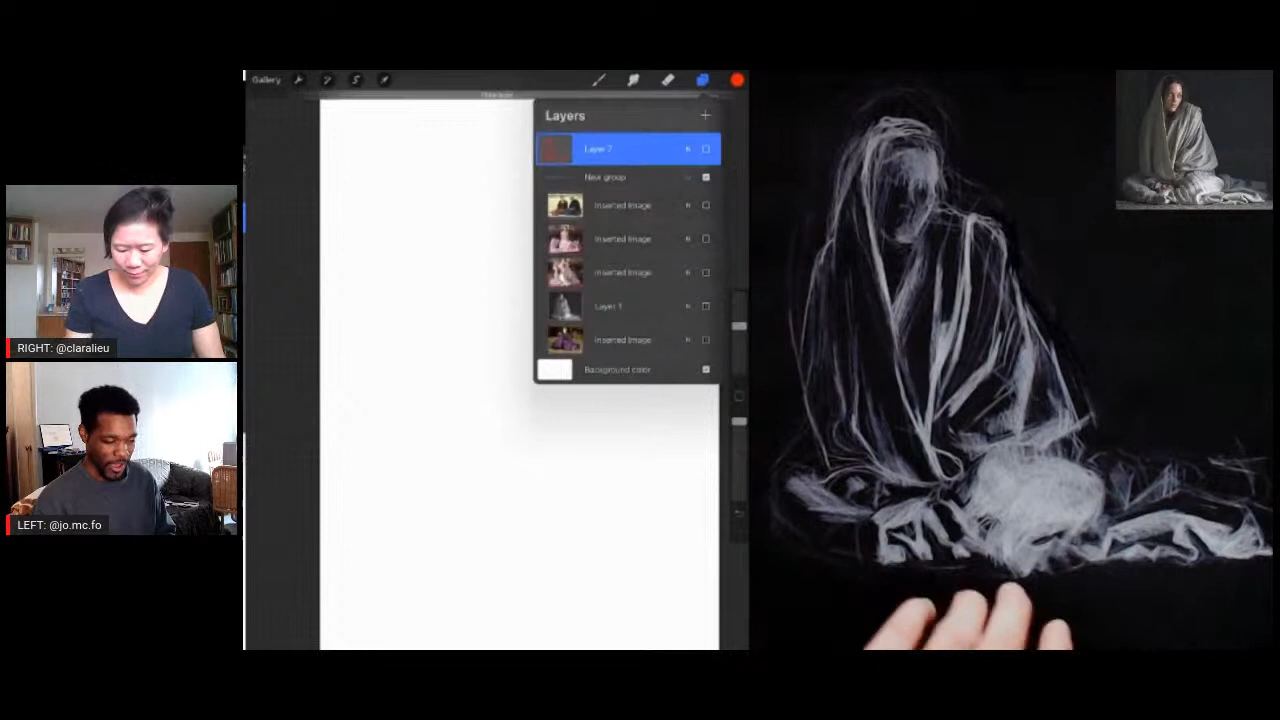 Gallery
Layers
Layer 7
New group
Inserted Image
Inserted Image
Inserted Image
Layer 1
Inserted Image
Background color
RIGHT: @claralieu
LEFT: @jo.mc.fo